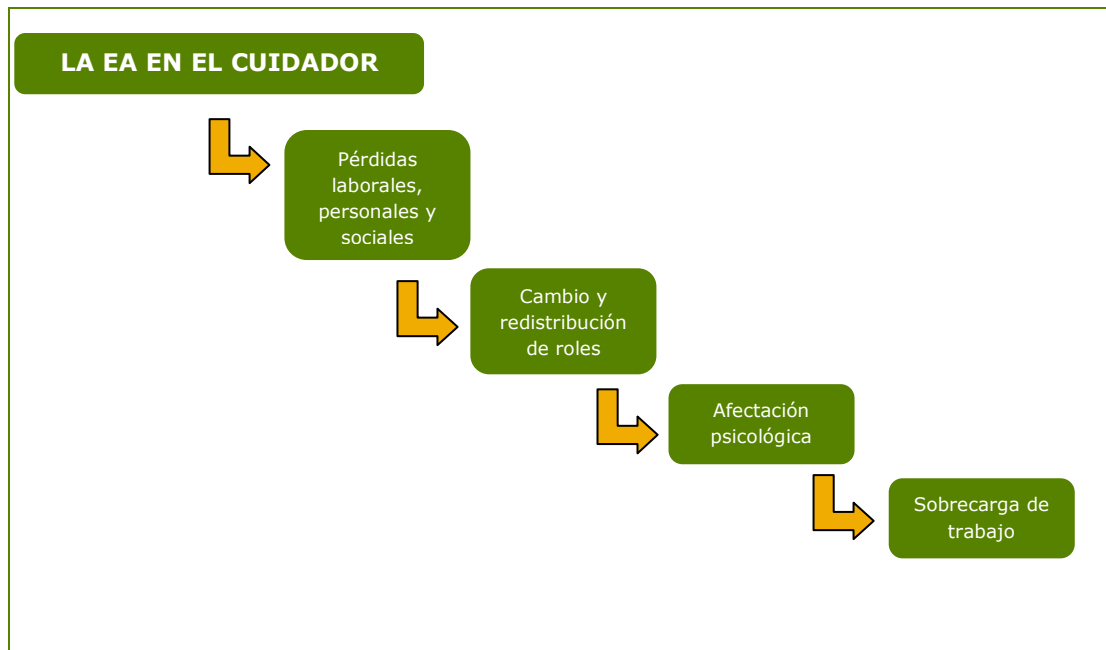 LA EA EN EL CUIDADOR
Pérdidas
laborales,
personales y
sociales
Cambio y
redistribución
de roles
Afectación
psicológica
Sobrecarga de
trabajo